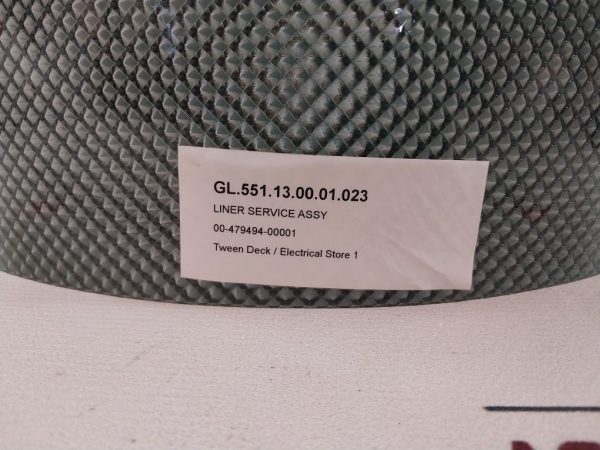 GL.551.13.00.01.023
LINER SERVICE ASSY
00-479494-00001
Tween Deck / Electrical Store 1